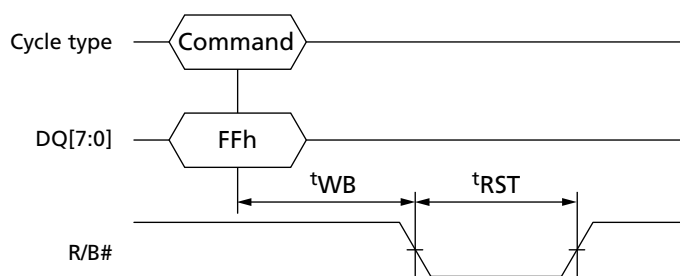 Cycle type
Command
DQ[7:0]
FFh
tWB
tRST
R/B#